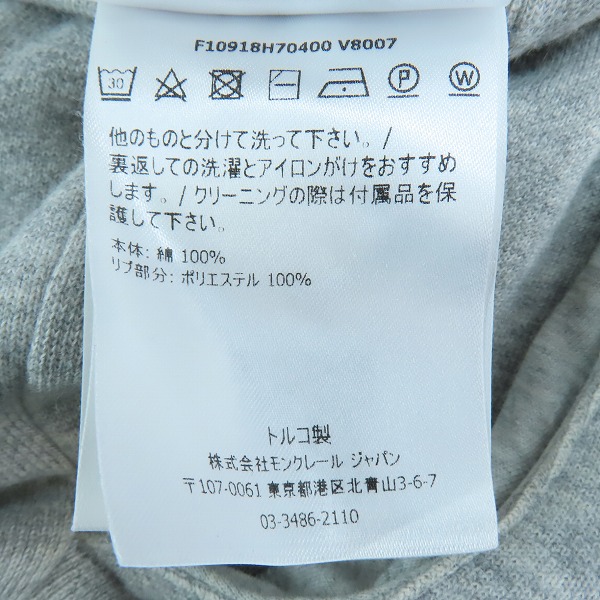 F10918H70400 V8007
30 P W
他のものと分けて洗って下さい。/
裏返しての洗濯とアイロンがけをおすすめ
します。/ クリーニングの際は付属品を保
護して下さい。
本体: 綿 100%
リブ部分: ポリエステル 100%
トルコ製
株式会社モンクレール ジャパン
〒107-0061 東京都港区北青山3-6-7
03-3486-2110